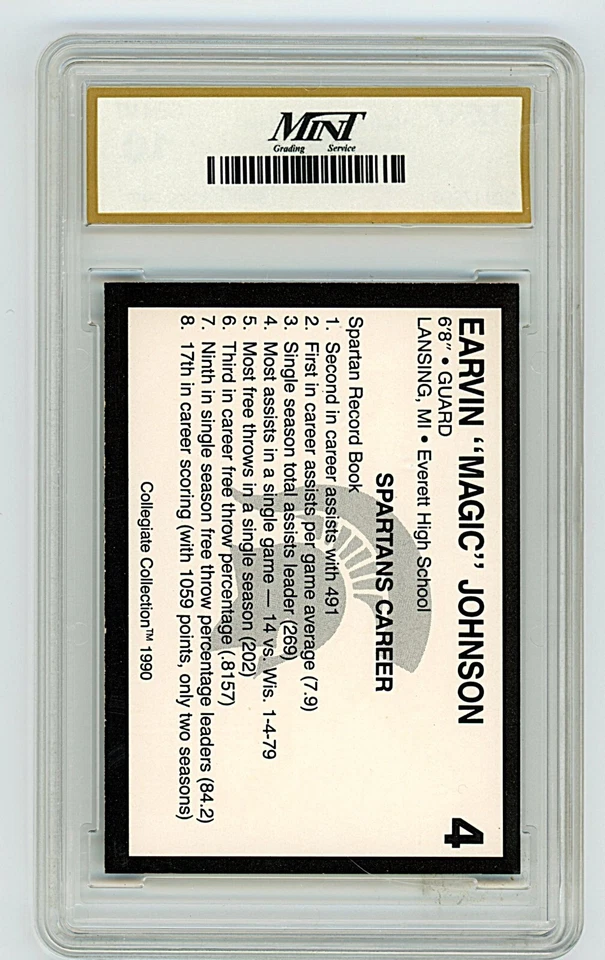 MINT
Grading Service
EARVIN “MAGIC” JOHNSON 4
6'8" • GUARD
LANSING, MI • Everett High School
SPARTANS CAREER
Spartan Record Book
1. Second in career assists with 491
2. First in career assists per game average (7.9)
3. Single season total assists leader (269)
4. Most assists in a single game — 14 vs. Wis. 1-4-79
5. Most free throws in a single season (202)
6. Third in career free throw percentage (.8157)
7. Ninth in single season free throw percentage leaders (84.2)
8. 17th in career scoring (with 1059 points, only two seasons)
Collegiate Collection™ 1990